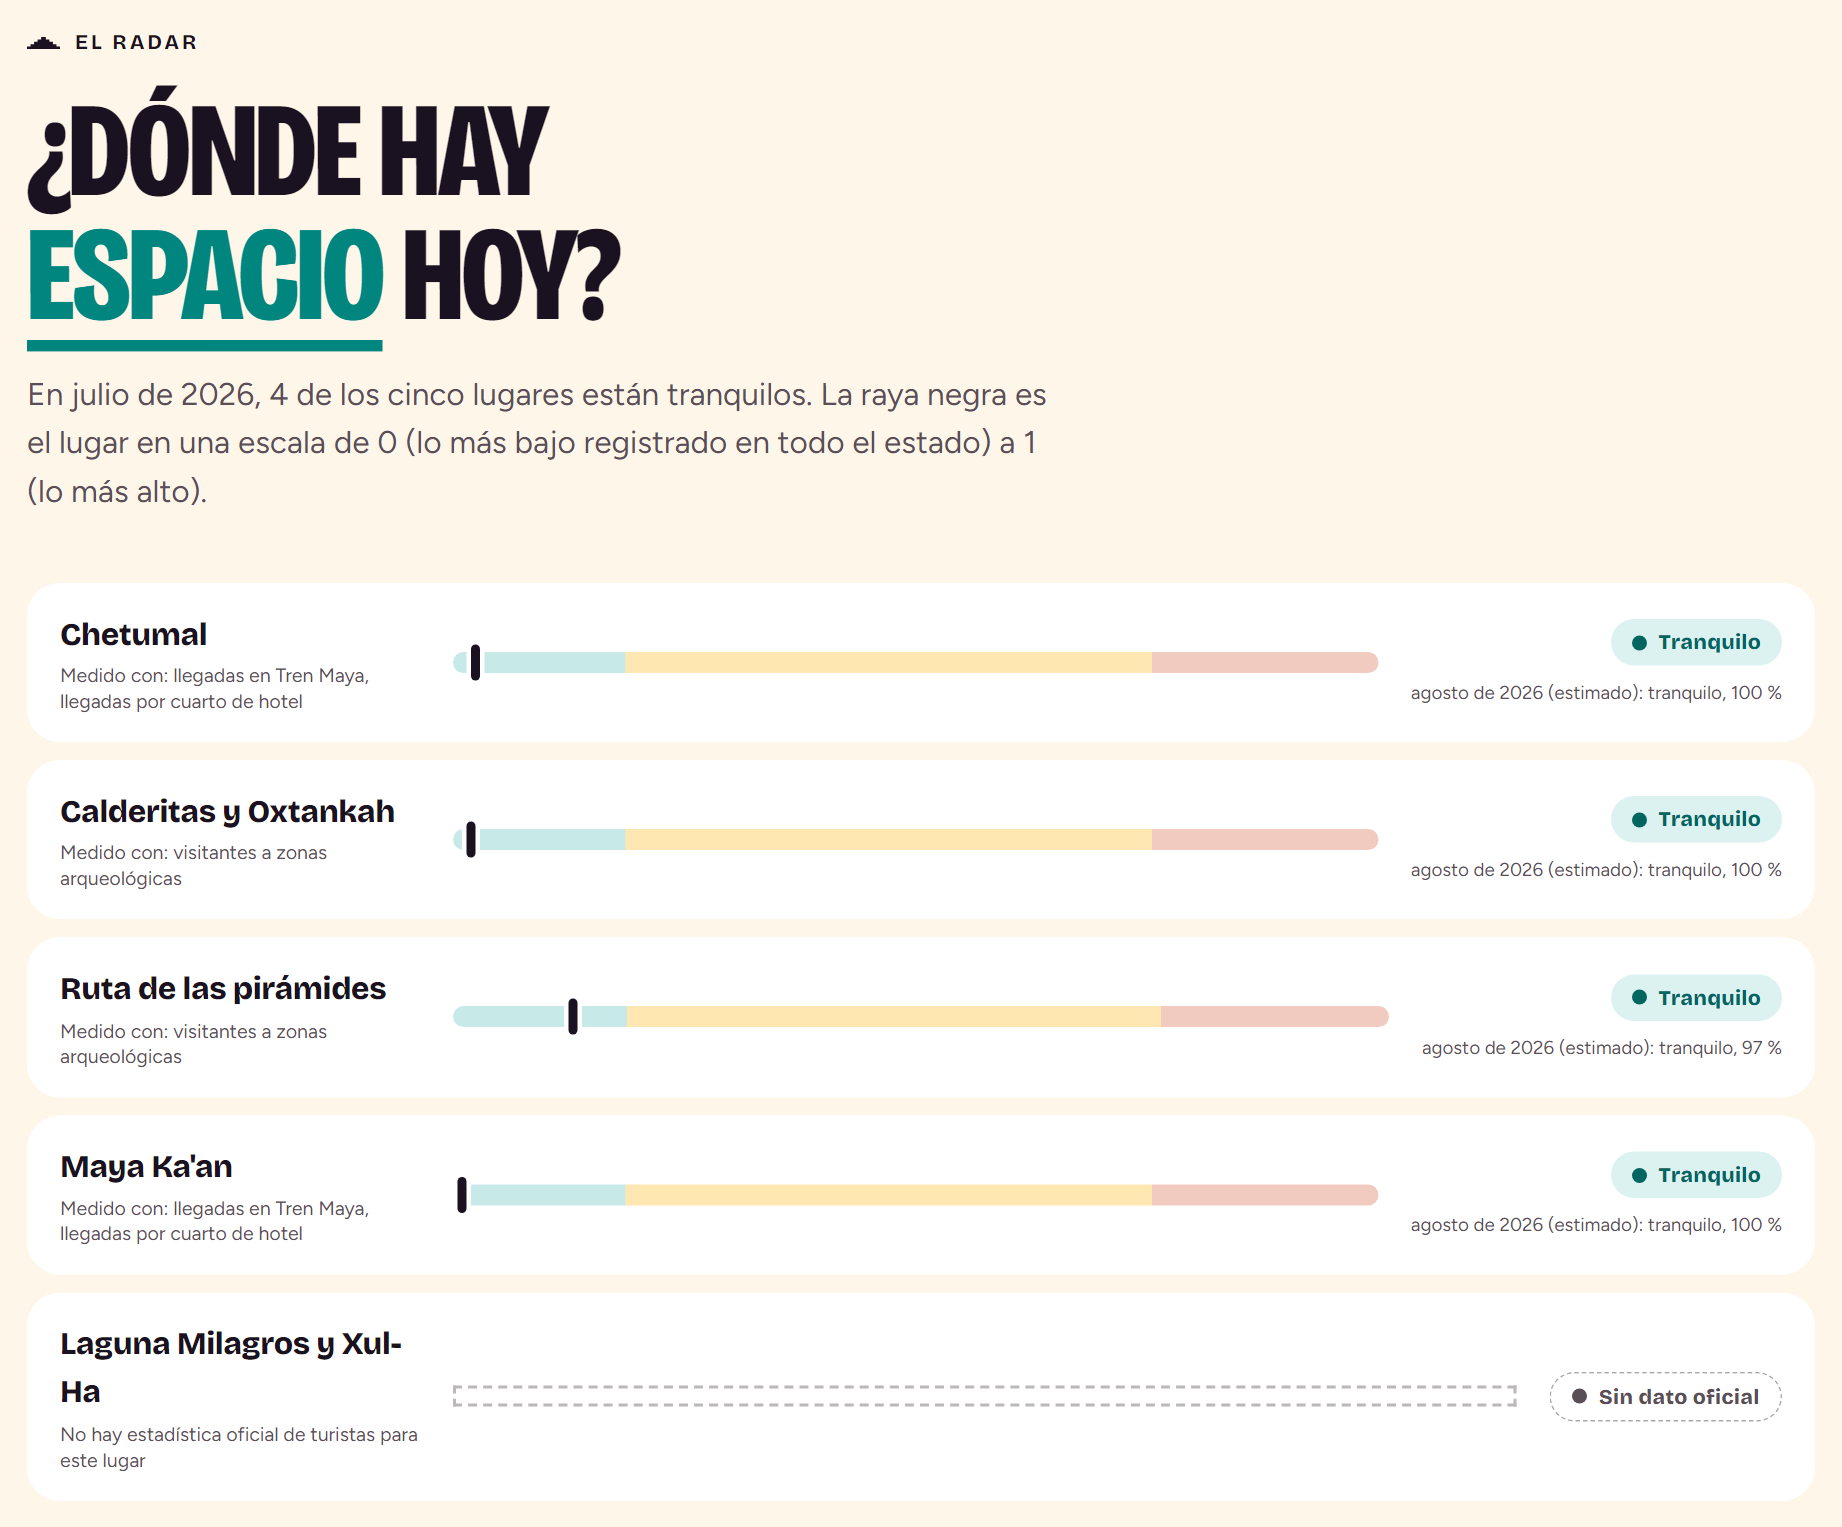 EL RADAR
¿DÓNDE HAY
ESPACIO HOY?
En julio de 2026, 4 de los cinco lugares están tranquilos. La raya negra es
el lugar en una escala de 0 (lo más bajo registrado en todo el estado) a 1
(lo más alto).
Chetumal
Medido con: llegadas en Tren Maya,
llegadas por cuarto de hotel
Tranquilo
agosto de 2026 (estimado): tranquilo, 100 %
Calderitas y Oxtankah
Medido con: visitantes a zonas
arqueológicas
Tranquilo
agosto de 2026 (estimado): tranquilo, 100 %
Ruta de las pirámides
Medido con: visitantes a zonas
arqueológicas
Tranquilo
agosto de 2026 (estimado): tranquilo, 97 %
Maya Ka'an
Medido con: llegadas en Tren Maya,
llegadas por cuarto de hotel
Tranquilo
agosto de 2026 (estimado): tranquilo, 100 %
Laguna Milagros y Xul-
Ha
No hay estadística oficial de turistas para
este lugar
Sin dato oficial